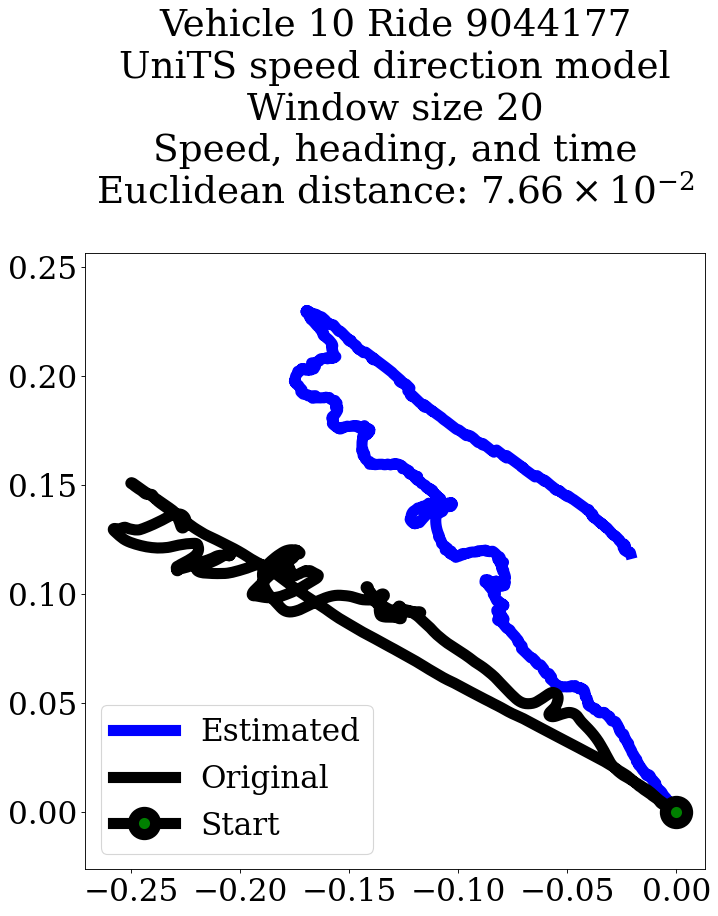 Vehicle 10 Ride 9044177
UniTS speed direction model
Window size 20
Speed, heading, and time
Euclidean distance: 7.66 × 10⁻²
0.25
0.20
0.15
0.10
0.05
0.00
Estimated
Original
Start
−0.25 −0.20 −0.15 −0.10 −0.05 0.00